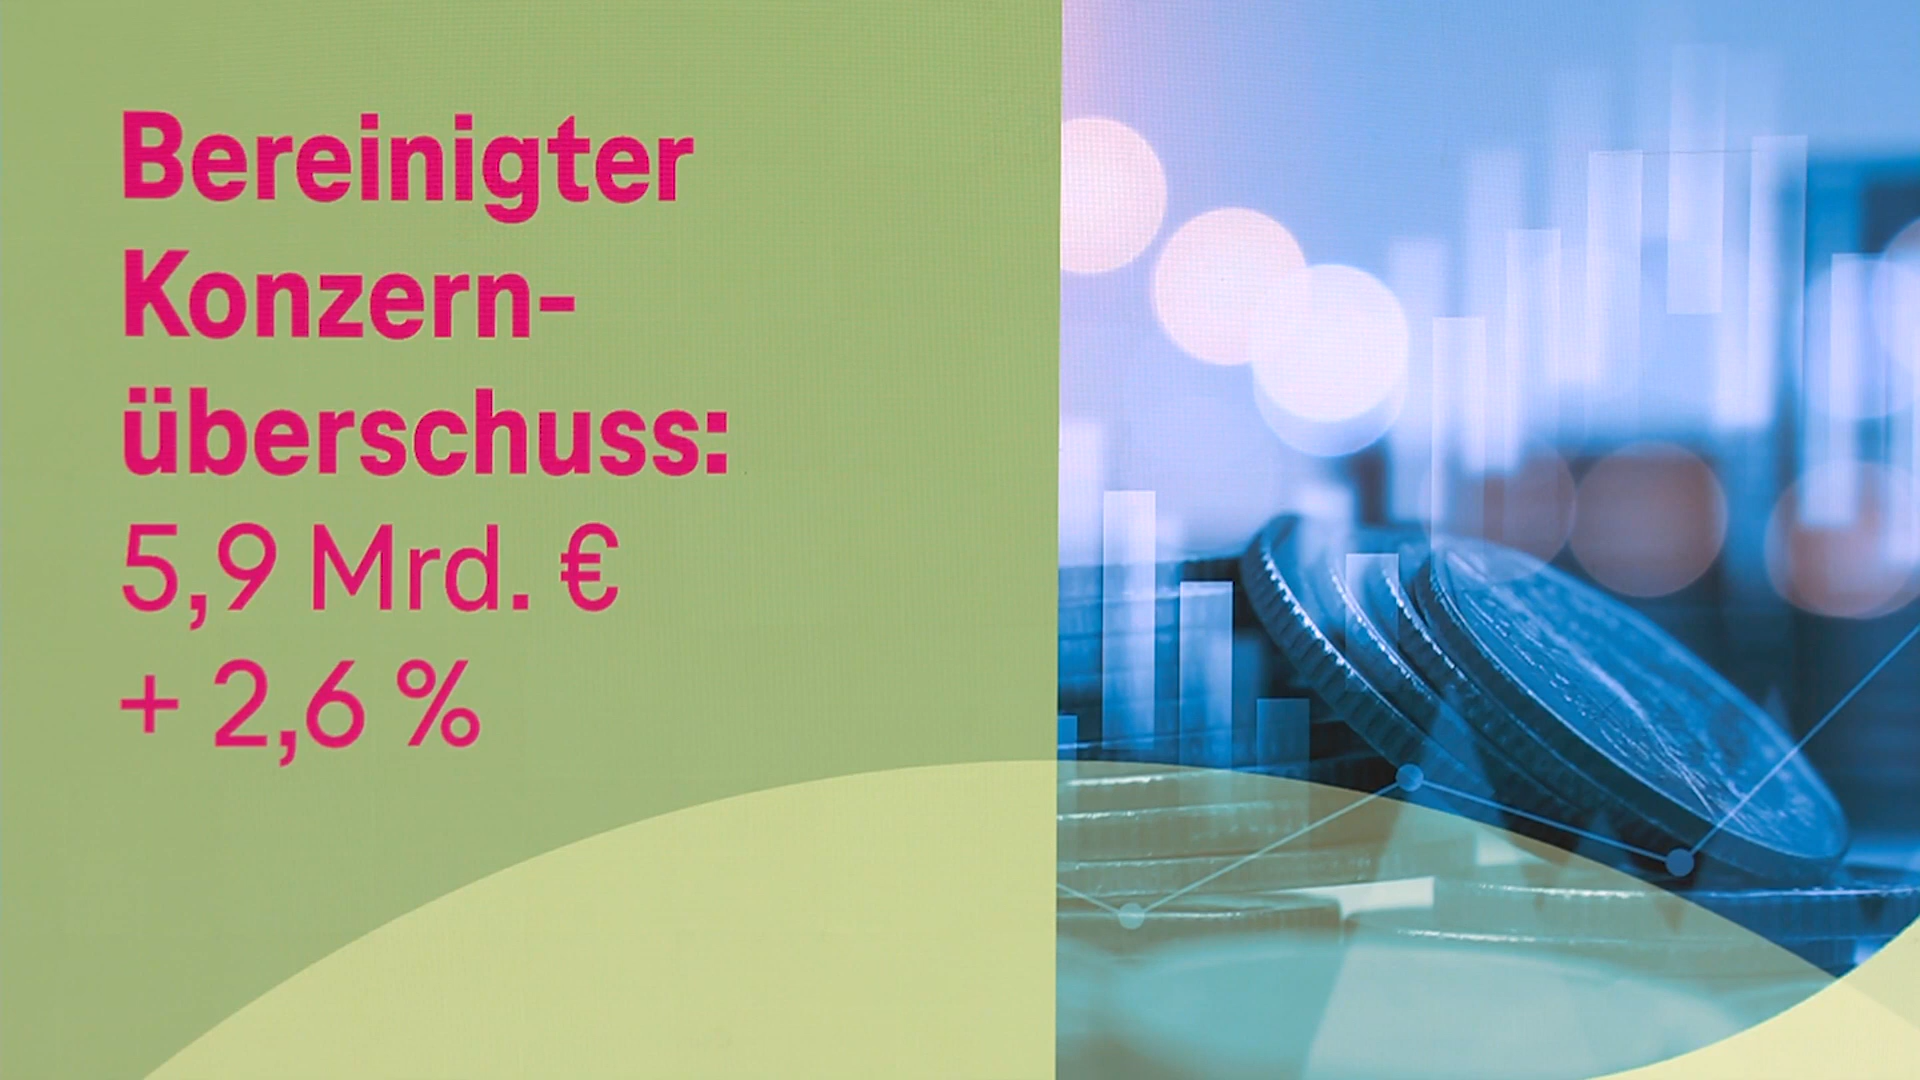 Bereinigter
Konzern-
überschuss:
5,9 Mrd. €
+ 2,6 %